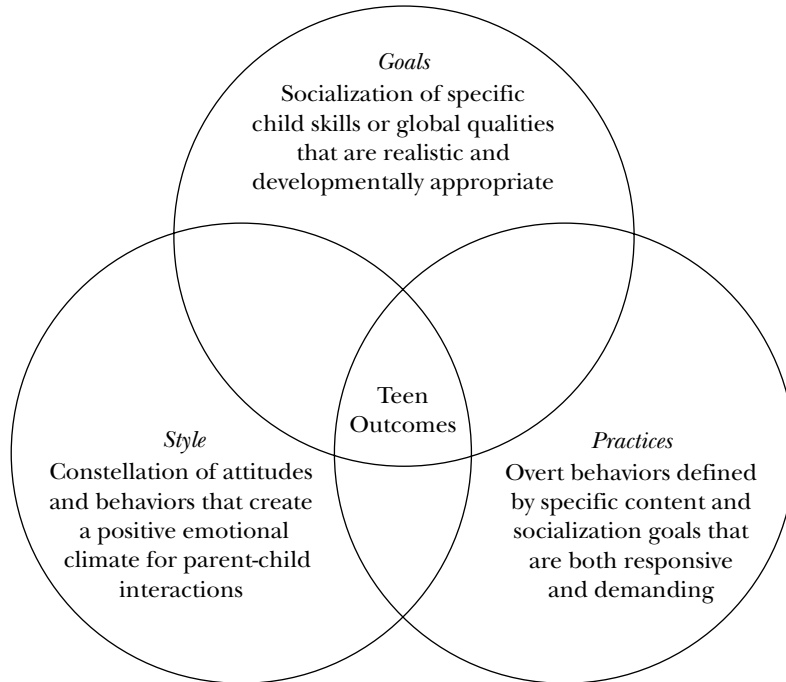 Goals
Socialization of specific
child skills or global qualities
that are realistic and
developmentally appropriate
Teen
Outcomes
Style
Constellation of attitudes
and behaviors that create
a positive emotional
climate for parent-child
interactions
Practices
Overt behaviors defined
by specific content and
socialization goals that
are both responsive
and demanding